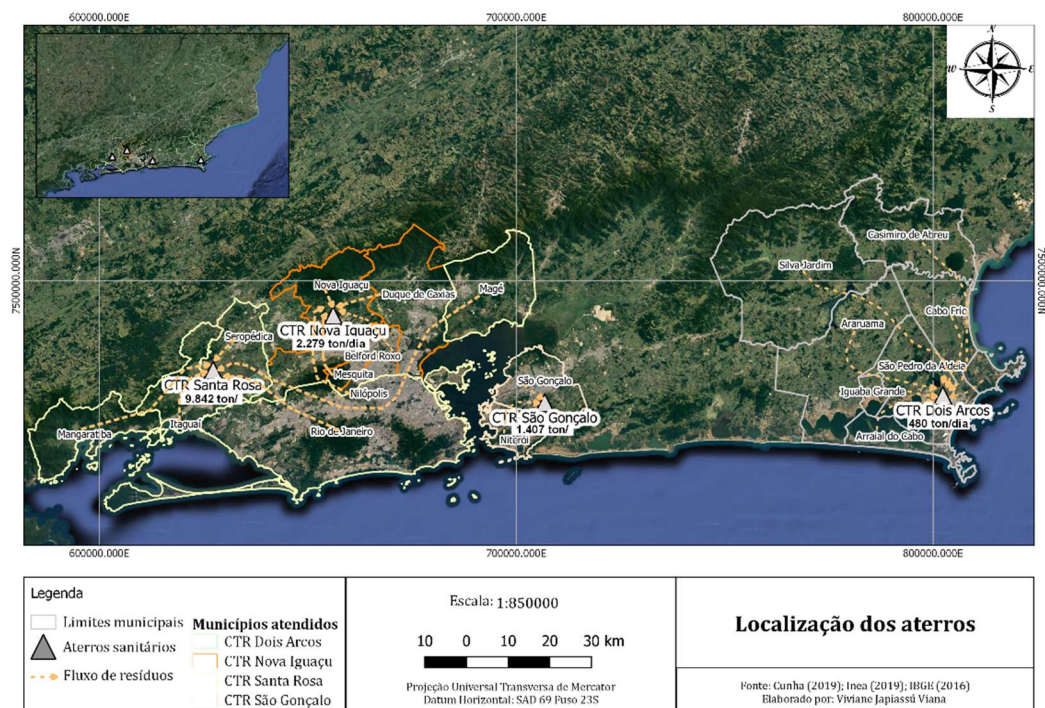 600000.000E
700000.000E
800000.000E
N
W
E
S
7500000.000N
7500000.000N
Casimiro de Abreu
Silva Jardim
Nova Iguaçu
Magé
Duque de Caxias
Cabo Frio
Araruama
Seropédica
CTR Nova Iguaçu
2.279 ton/dia
Belford Roxo
São Pedro da Aldeia
Mesquita
CTR Santa Rosa
9.842 ton/
São Gonçalo
Nilópolis
Iguaba Grande
CTR São Gonçalo
1.407 ton/
CTR Dois Arcos
480 ton/dia
Itaguaí
Mangaratiba
Rio de Janeiro
Niterói
Arraial do Cabo
600000.000E
700000.000E
800000.000E
Legenda
Limites municipais
Aterros sanitários
Fluxo de resíduos
Municípios atendidos
CTR Dois Arcos
CTR Nova Iguaçu
CTR Santa Rosa
CTR São Gonçalo
Escala: 1:850000
10 0 10 20 30 km
Projeção Universal Transversa de Mercator
Datum Horizontal: SAD 69 Fuso 23S
Localização dos aterros
Fonte: Cunha (2019); Inea (2019); IBGE (2016)
Elaborado por: Viviane Japiassú Viana